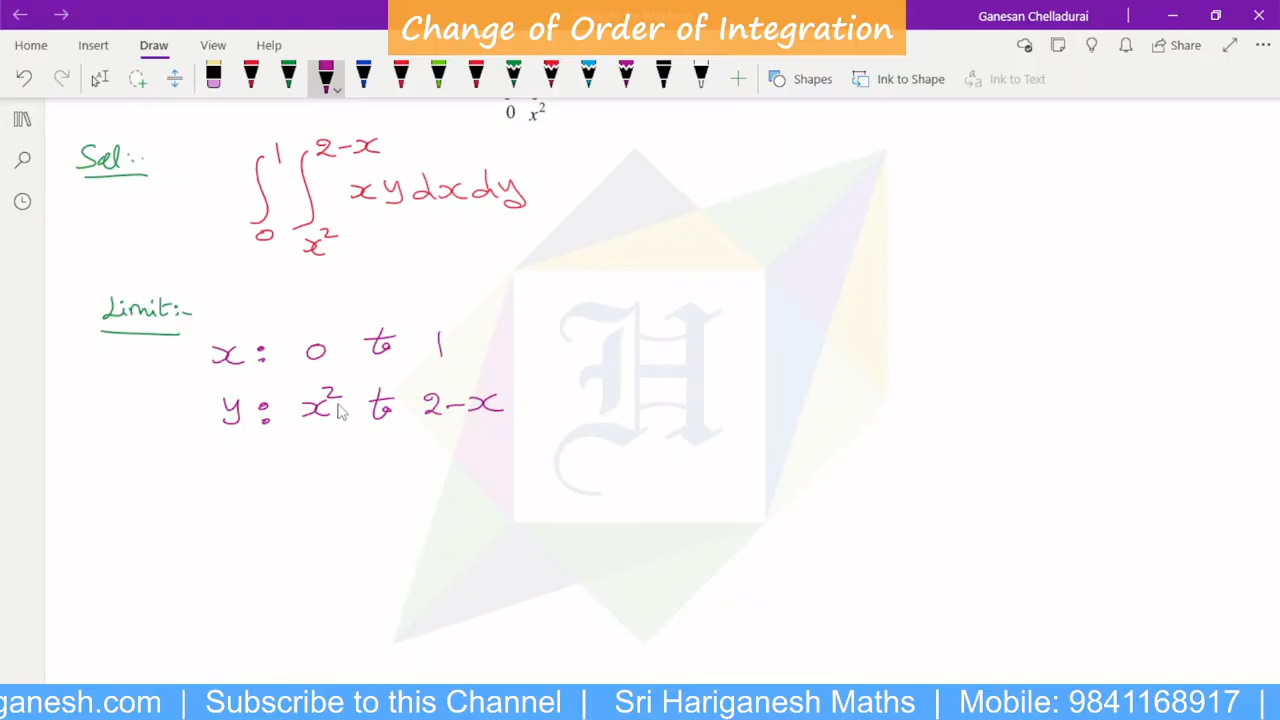 Change of Order of Integration
Ganesan Chelladurai
Home Insert Draw View Help
Share
Shapes Ink to Shape Ink to Text
0 x²
Sol:-
∫₀¹ ∫ₓ²²⁻ˣ xy dx dy
Limit:-
x : 0 to 1
y : x² to 2-x
H
ganesh.com | Subscribe to this Channel | Sri Hariganesh Maths | Mobile: 9841168917 |